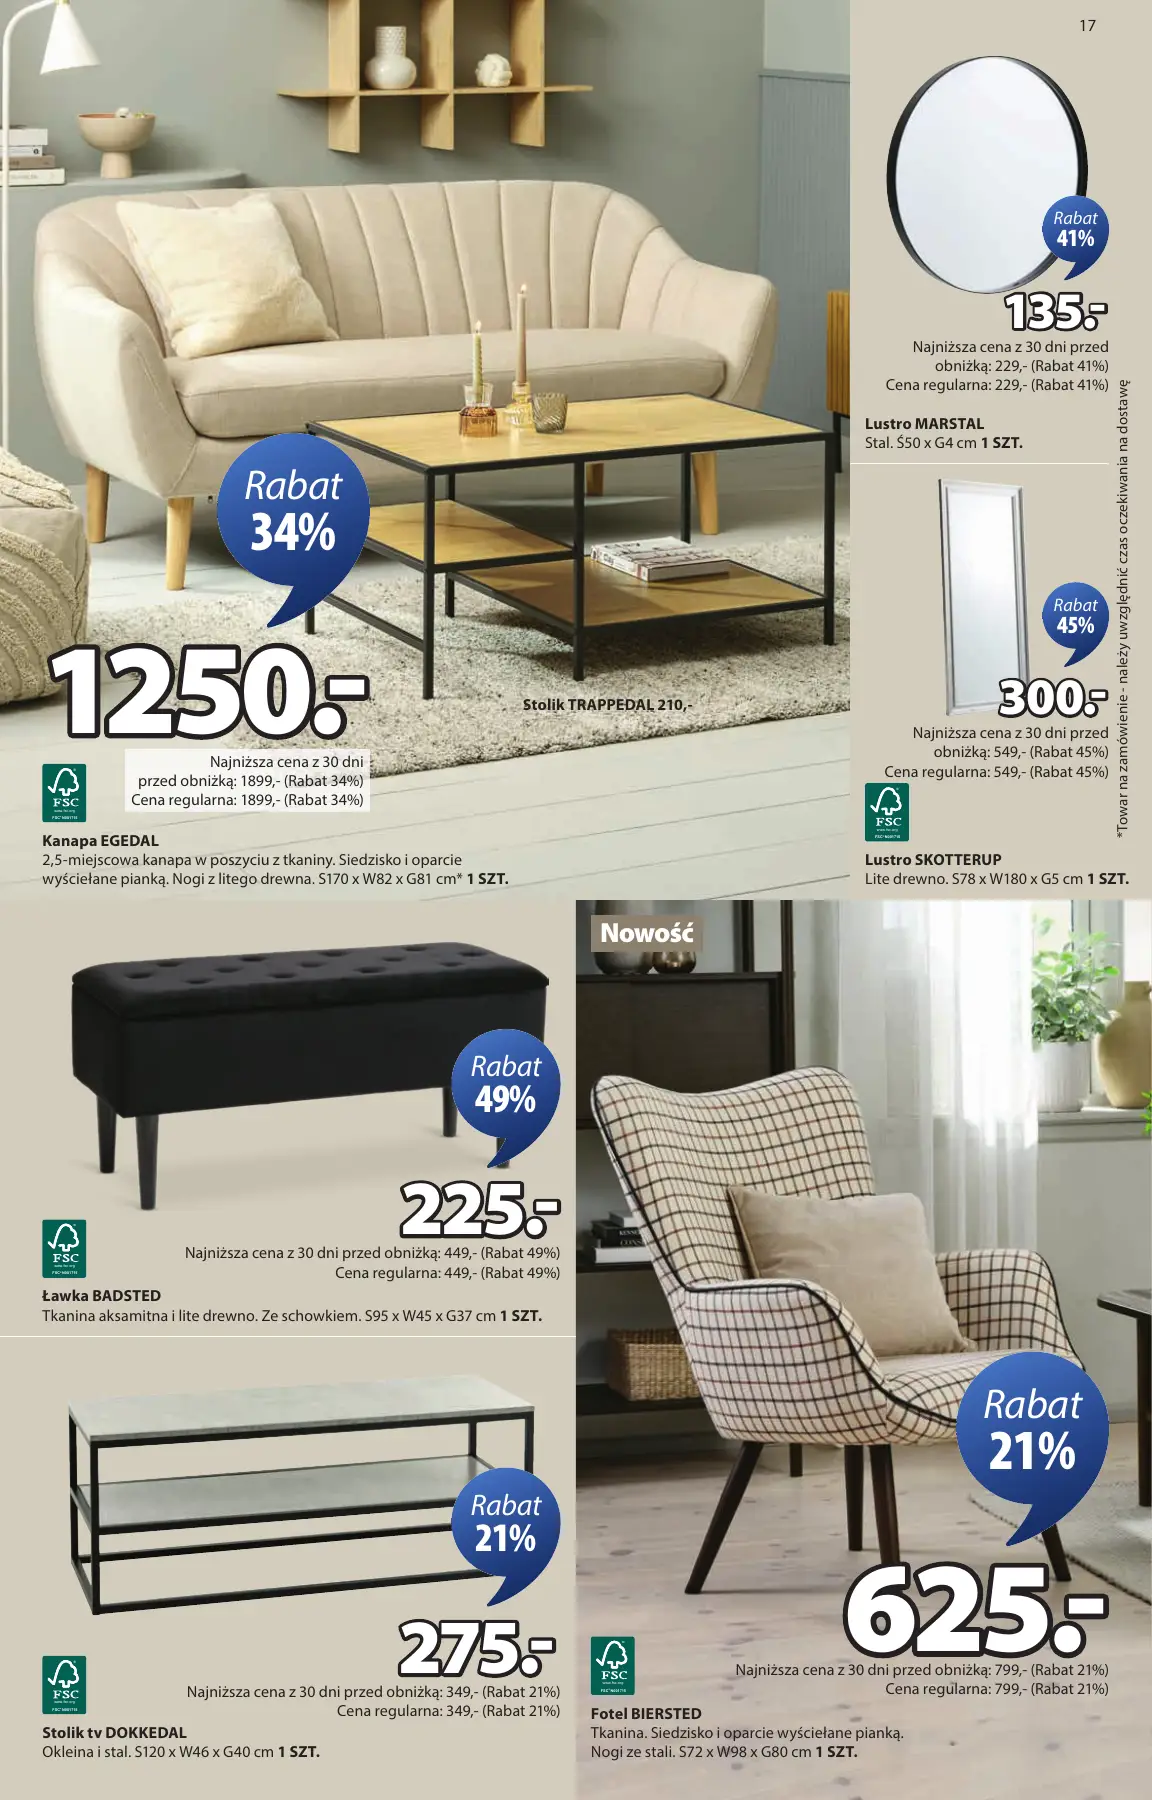 17
Rabat
41%
135.-
Najniższa cena z 30 dni przed
obniżką: 229,- (Rabat 41%)
Cena regularna: 229,- (Rabat 41%)
Lustro MARSTAL
Stal. Ś50 x G4 cm 1 SZT.
Rabat
45%
300.-
Najniższa cena z 30 dni przed
obniżką: 549,- (Rabat 45%)
Cena regularna: 549,- (Rabat 45%)
FSC
Lustro SKOTTERUP
Lite drewno. S78 x W180 x G5 cm 1 SZT.
*Towar na zamówienie - należy uwzględnić czas oczekiwania na dostawę
Rabat
34%
1250.-
Stolik TRAPPEDAL 210,-
Najniższa cena z 30 dni
przed obniżką: 1899,- (Rabat 34%)
Cena regularna: 1899,- (Rabat 34%)
FSC
Kanapa EGEDAL
2,5-miejscowa kanapa w poszyciu z tkaniny. Siedzisko i oparcie
wyściełane pianką. Nogi z litego drewna. S170 x W82 x G81 cm* 1 SZT.
Rabat
49%
225.-
Najniższa cena z 30 dni przed obniżką: 449,- (Rabat 49%)
Cena regularna: 449,- (Rabat 49%)
FSC
Ławka BADSTED
Tkanina aksamitna i lite drewno. Ze schowkiem. S95 x W45 x G37 cm 1 SZT.
Rabat
21%
275.-
Najniższa cena z 30 dni przed obniżką: 349,- (Rabat 21%)
Cena regularna: 349,- (Rabat 21%)
FSC
Stolik tv DOKKEDAL
Okleina i stal. S120 x W46 x G40 cm 1 SZT.
Nowość
Rabat
21%
625.-
Najniższa cena z 30 dni przed obniżką: 799,- (Rabat 21%)
Cena regularna: 799,- (Rabat 21%)
FSC
Fotel BIERSTED
Tkanina. Siedzisko i oparcie wyściełane pianką.
Nogi ze stali. S72 x W98 x G80 cm 1 SZT.